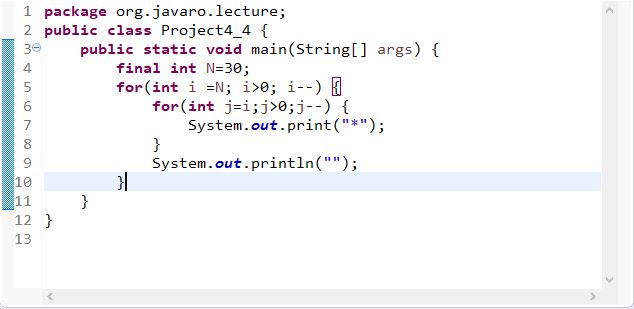 1 package org.javaro.lecture;
2 public class Project4_4 {
3 public static void main(String[] args) {
4 final int N=30;
5 for(int i =N; i>0; i--) {
6 for(int j=i;j>0;j--) {
7 System.out.print("*");
8 }
9 System.out.println("");
10 }
11 }
12 }
13